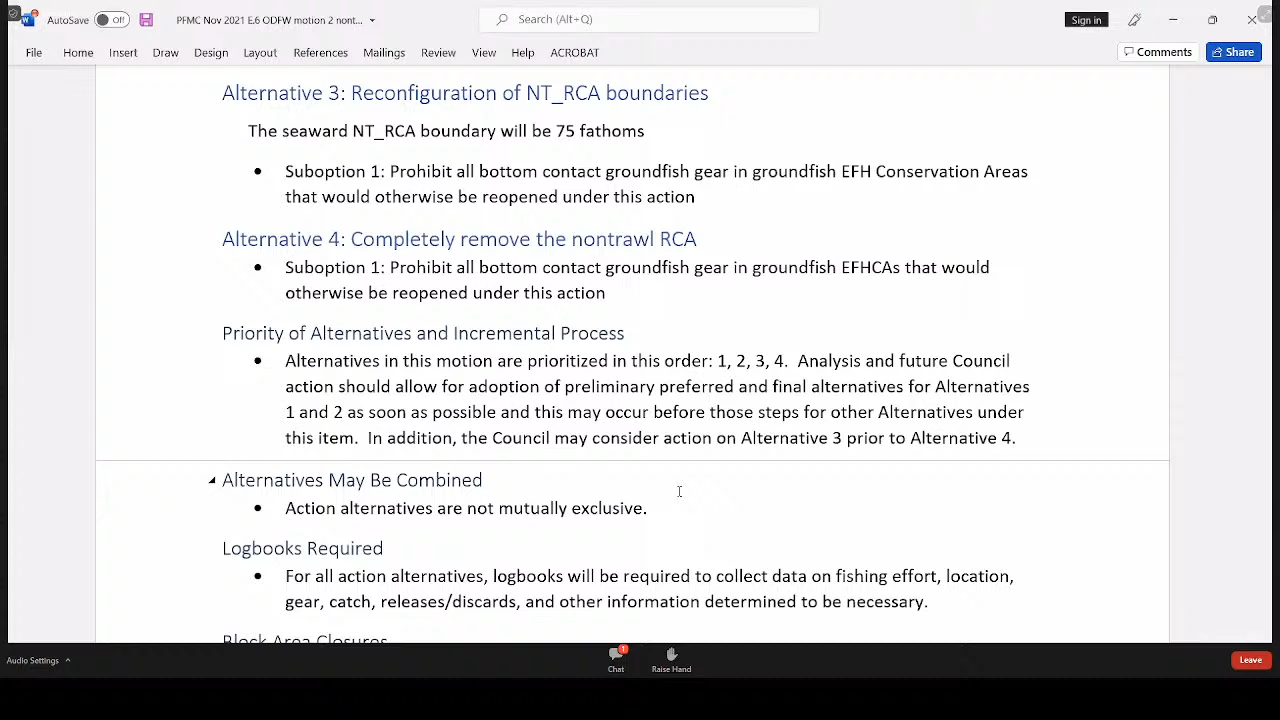 AutoSave Off PFMC Nov 2021 E.6 ODFW motion 2 nont... Search (Alt+Q) Sign in
File Home Insert Draw Design Layout References Mailings Review View Help ACROBAT Comments Share
Alternative 3: Reconfiguration of NT_RCA boundaries
The seaward NT_RCA boundary will be 75 fathoms
• Suboption 1: Prohibit all bottom contact groundfish gear in groundfish EFH Conservation Areas
that would otherwise be reopened under this action
Alternative 4: Completely remove the nontrawl RCA
• Suboption 1: Prohibit all bottom contact groundfish gear in groundfish EFHCAs that would
otherwise be reopened under this action
Priority of Alternatives and Incremental Process
• Alternatives in this motion are prioritized in this order: 1, 2, 3, 4. Analysis and future Council
action should allow for adoption of preliminary preferred and final alternatives for Alternatives
1 and 2 as soon as possible and this may occur before those steps for other Alternatives under
this item. In addition, the Council may consider action on Alternative 3 prior to Alternative 4.
Alternatives May Be Combined
• Action alternatives are not mutually exclusive.
Logbooks Required
• For all action alternatives, logbooks will be required to collect data on fishing effort, location,
gear, catch, releases/discards, and other information determined to be necessary.
Block Area Closures
Audio Settings 1 Chat Raise Hand Leave